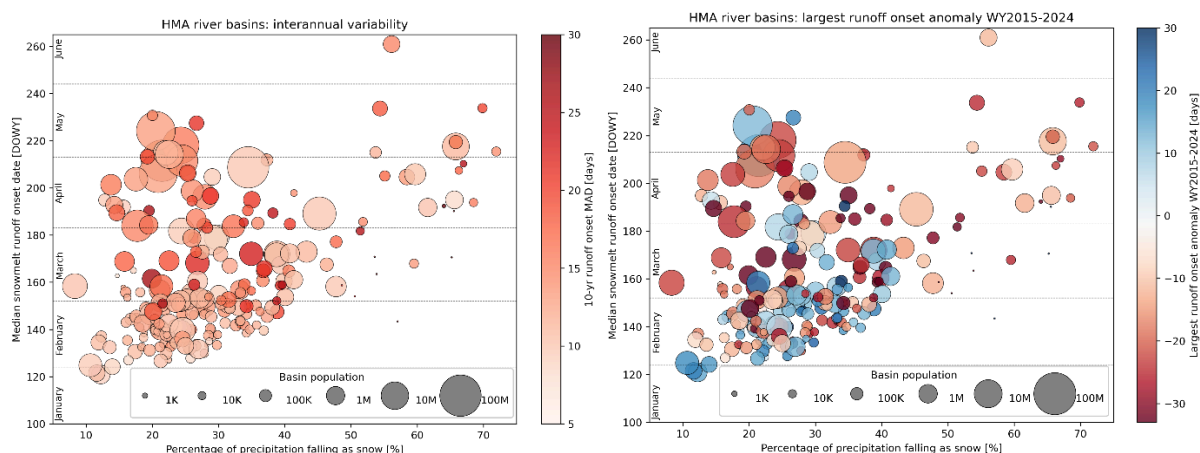 HMA river basins: interannual variability
260
240
220
200
180
160
140
120
100
Median snowmelt runoff onset date [DOWY]
June
May
April
March
February
January
Basin population
1K
10K
100K
1M
10M
100M
10
20
30
40
50
60
70
Percentage of precipitation falling as snow [%]
30
25
20
15
10
5
10-yr runoff onset MAD [days]
HMA river basins: largest runoff onset anomaly WY2015-2024
260
240
220
200
180
160
140
120
100
Median snowmelt runoff onset date [DOWY]
June
May
April
March
February
January
Basin population
1K
10K
100K
1M
10M
100M
10
20
30
40
50
60
70
Percentage of precipitation falling as snow [%]
30
20
10
0
−10
−20
−30
Largest runoff onset anomaly WY2015-2024 [days]